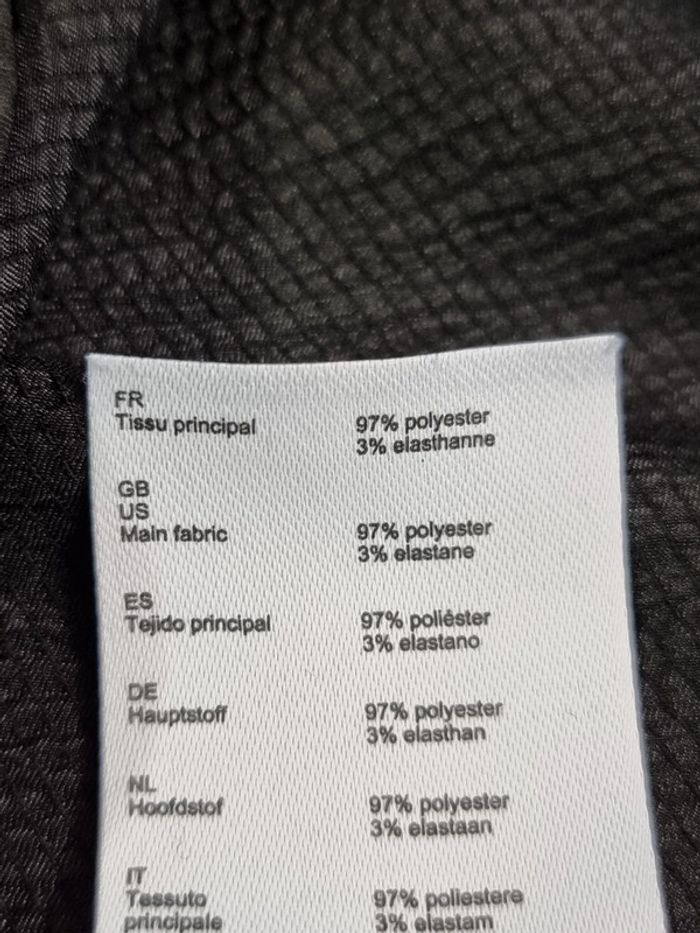 FR
Tissu principal 97% polyester
3% elasthanne
GB
US
Main fabric 97% polyester
3% elastane
ES
Tejido principal 97% poliéster
3% elastano
DE
Hauptstoff 97% polyester
3% elasthan
NL
Hoofdstof 97% polyester
3% elastaan
IT
Tessuto 97% poliestere
principale 3% elastam